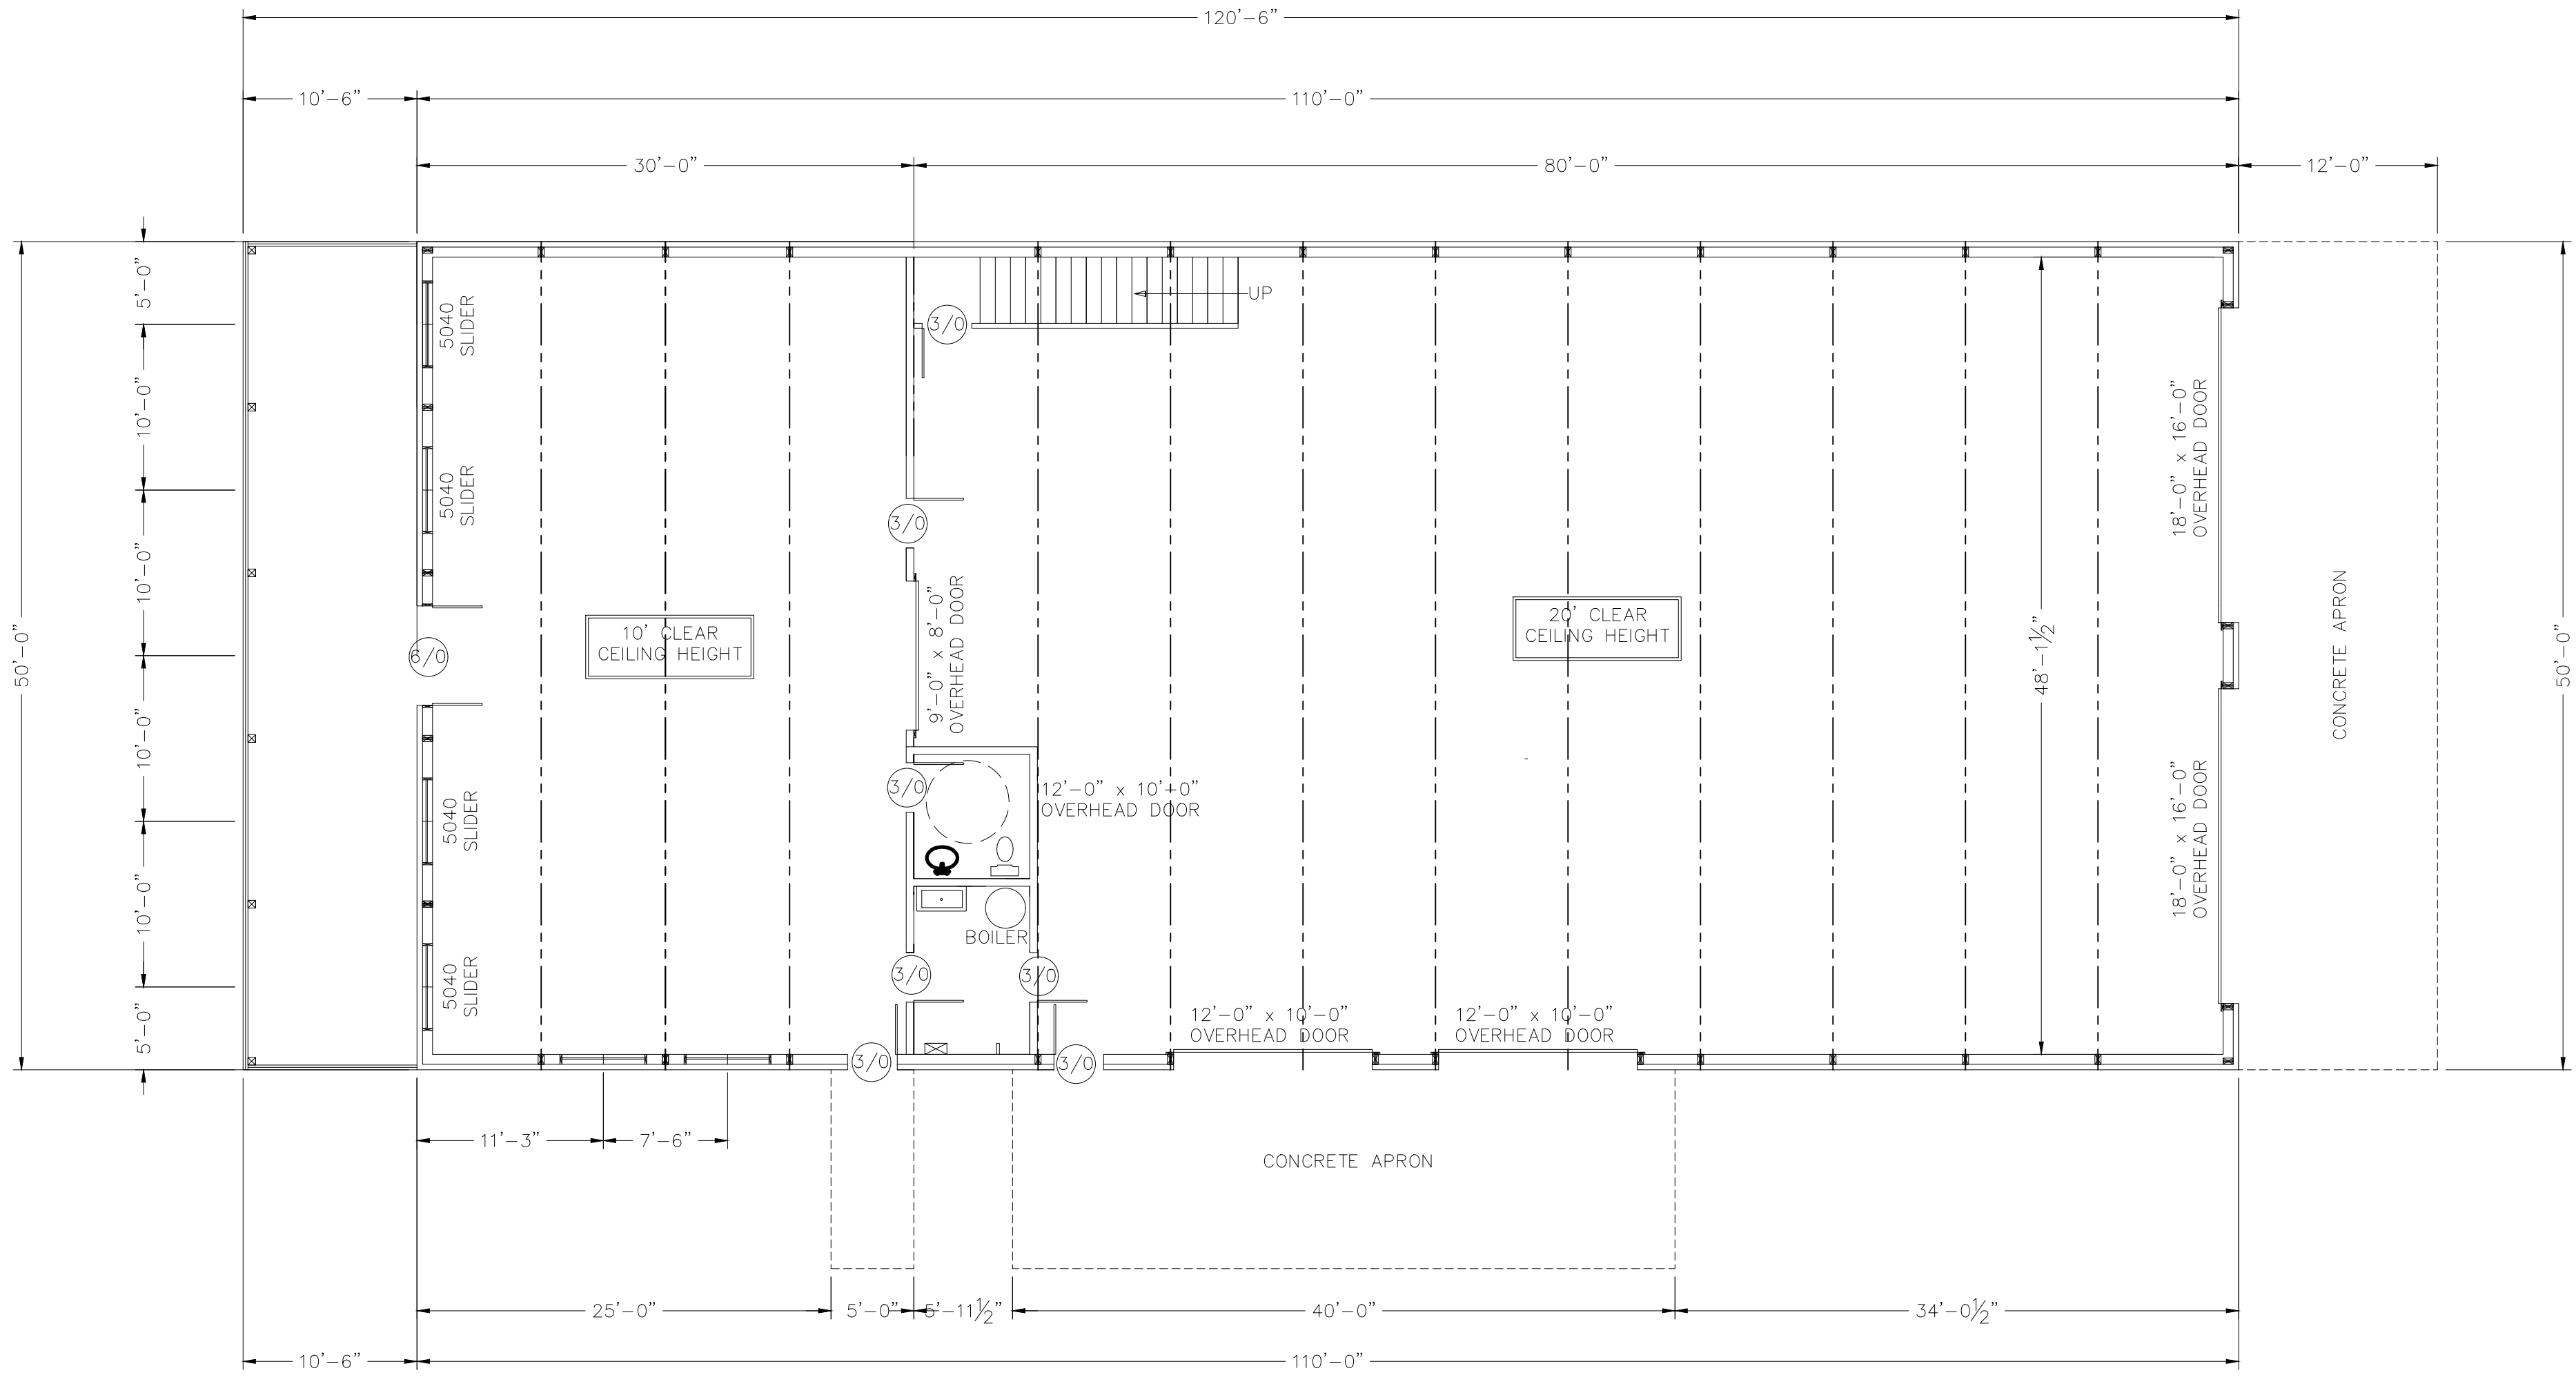 120'-6"
10'-6"
110'-0"
30'-0"
80'-0"
12'-0"
5'-0"
10'-0"
10'-0"
10'-0"
10'-0"
5'-0"
50'-0"
5040
SLIDER
5040
SLIDER
5040
SLIDER
5040
SLIDER
6/0
10' CLEAR
CEILING HEIGHT
UP
3/0
3/0
9'-0" x 8'-0"
OVERHEAD DOOR
3/0
12'-0" x 10'-0"
OVERHEAD DOOR
BOILER
3/0
3/0
3/0
3/0
12'-0" x 10'-0"
OVERHEAD DOOR
12'-0" x 10'-0"
OVERHEAD DOOR
20' CLEAR
CEILING HEIGHT
48'-1½"
18'-0" x 16'-0"
OVERHEAD DOOR
18'-0" x 16'-0"
OVERHEAD DOOR
CONCRETE APRON
50'-0"
11'-3"
7'-6"
CONCRETE APRON
25'-0"
5'-0"
5'-11½"
40'-0"
34'-0½"
10'-6"
110'-0"